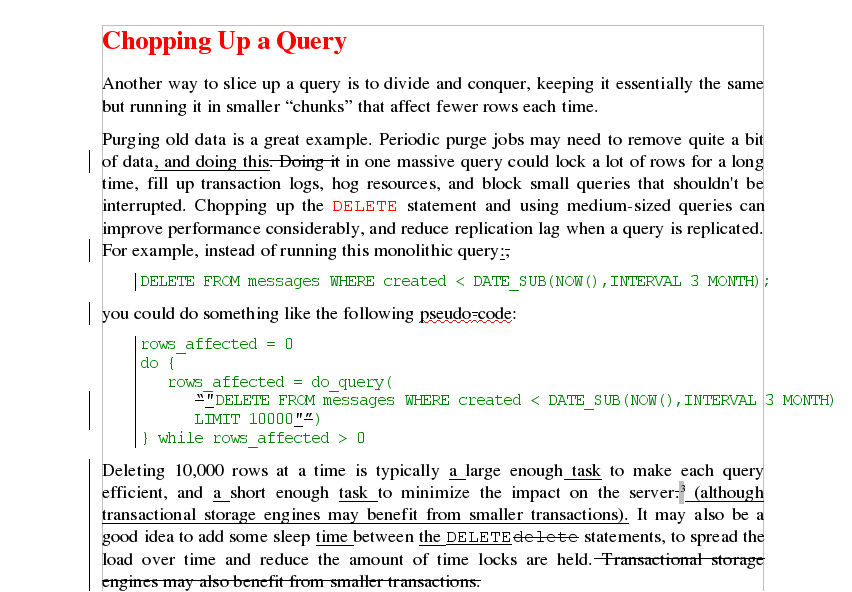 Chopping Up a Query
Another way to slice up a query is to divide and conquer, keeping it essentially the same
but running it in smaller “chunks” that affect fewer rows each time.
Purging old data is a great example. Periodic purge jobs may need to remove quite a bit
of data, and doing this. Doing it in one massive query could lock a lot of rows for a long
time, fill up transaction logs, hog resources, and block small queries that shouldn't be
interrupted. Chopping up the DELETE statement and using medium-sized queries can
improve performance considerably, and reduce replication lag when a query is replicated.
For example, instead of running this monolithic query:,
DELETE FROM messages WHERE created < DATE_SUB(NOW(),INTERVAL 3 MONTH);
you could do something like the following pseudo-code:
rows_affected = 0
do {
rows_affected = do_query(
“"DELETE FROM messages WHERE created < DATE_SUB(NOW(),INTERVAL 3 MONTH)
LIMIT 10000"”)
} while rows_affected > 0
Deleting 10,000 rows at a time is typically a large enough task to make each query
efficient, and a short enough task to minimize the impact on the server.³ (although
transactional storage engines may benefit from smaller transactions). It may also be a
good idea to add some sleep time between the DELETEdelete statements, to spread the
load over time and reduce the amount of time locks are held. Transactional storage
engines may also benefit from smaller transactions.